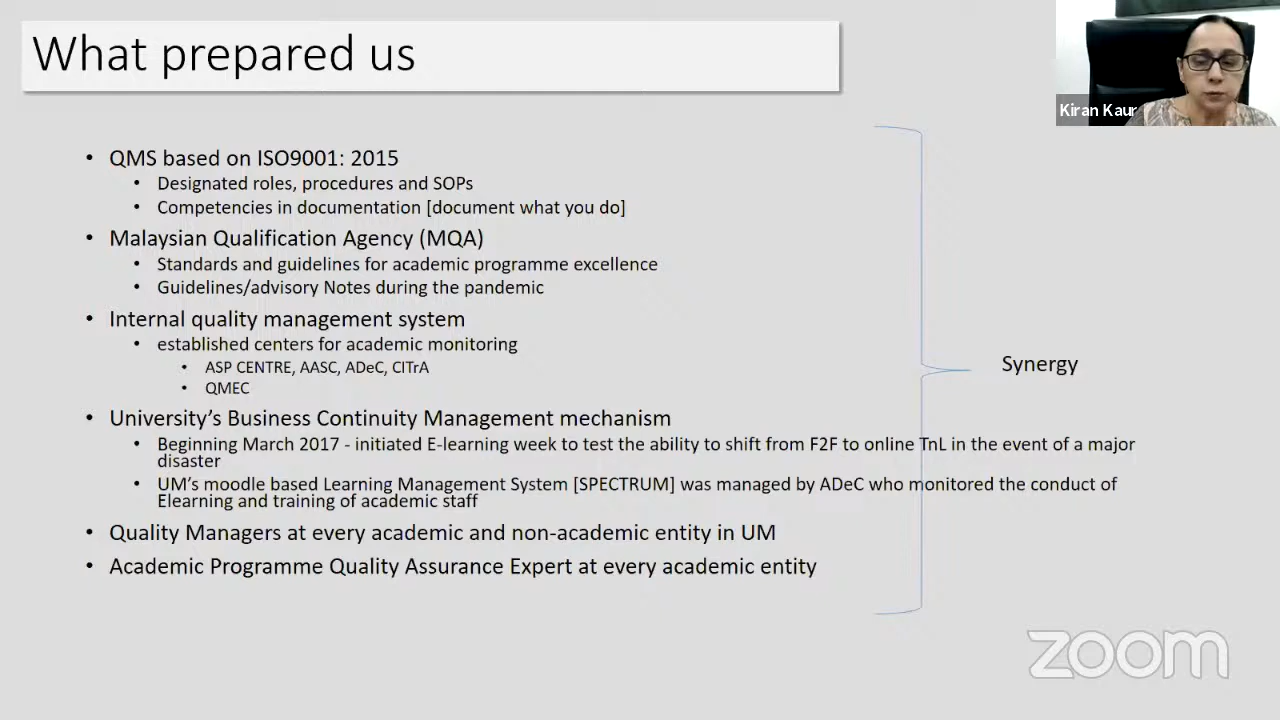 What prepared us
Kiran Kaur
• QMS based on ISO9001: 2015
• Designated roles, procedures and SOPs
• Competencies in documentation [document what you do]
• Malaysian Qualification Agency (MQA)
• Standards and guidelines for academic programme excellence
• Guidelines/advisory Notes during the pandemic
• Internal quality management system
• established centers for academic monitoring
• ASP CENTRE, AASC, ADeC, CITrA
• QMEC
Synergy
• University’s Business Continuity Management mechanism
• Beginning March 2017 - initiated E-learning week to test the ability to shift from F2F to online TnL in the event of a major
disaster
• UM’s moodle based Learning Management System [SPECTRUM] was managed by ADeC who monitored the conduct of
Elearning and training of academic staff
• Quality Managers at every academic and non-academic entity in UM
• Academic Programme Quality Assurance Expert at every academic entity
zoom